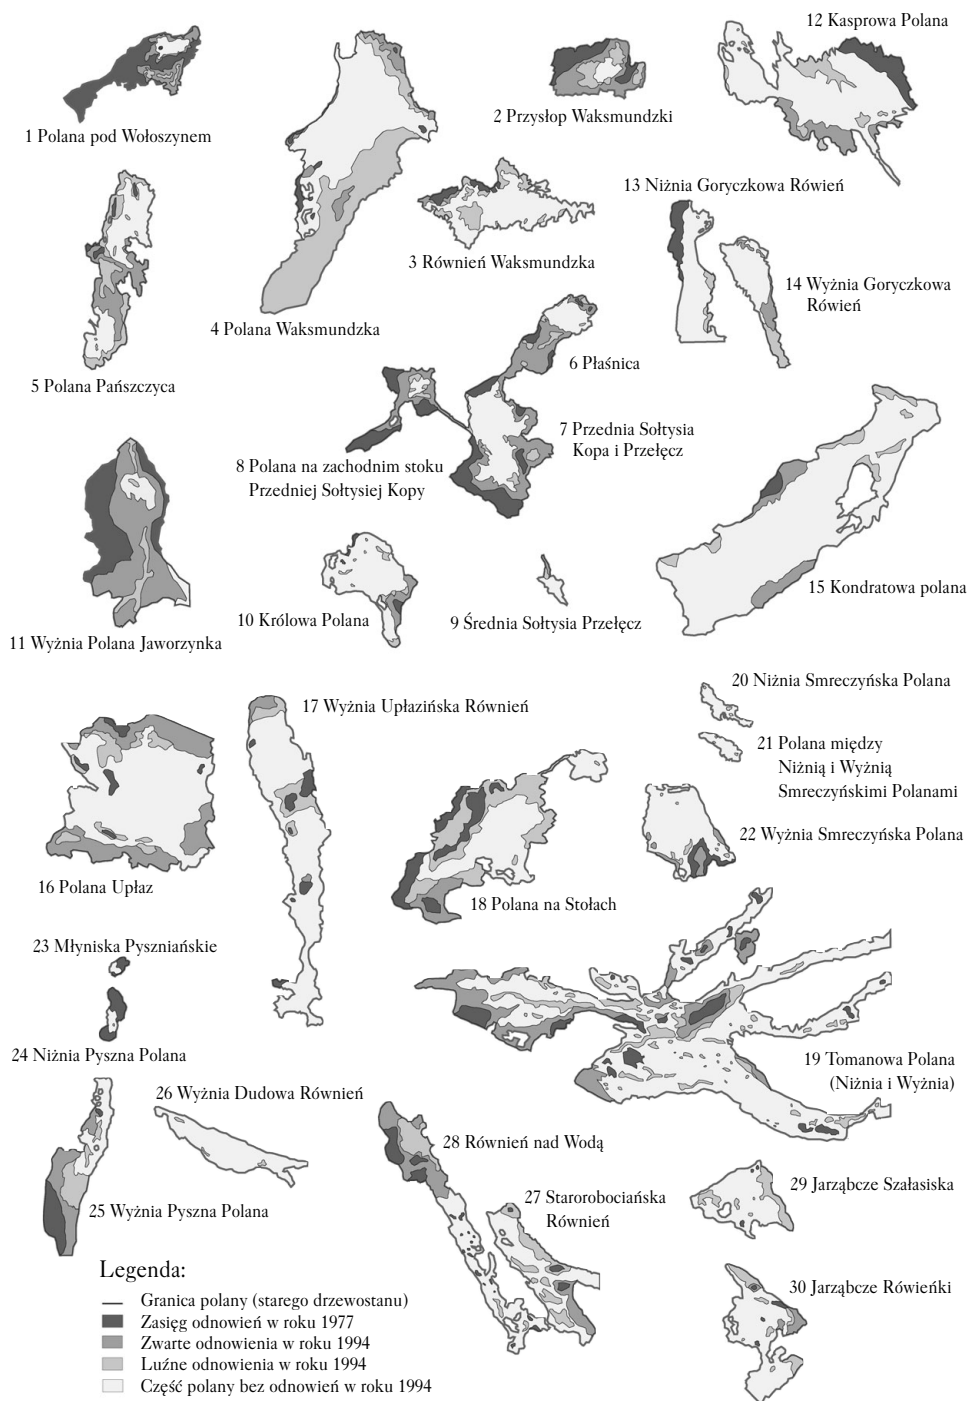 12 Kasprowa Polana
1 Polana pod Wołoszynem
2 Przysłop Waksmundzki
13 Niżnia Goryczkowa Rówień
3 Równień Waksmundzka
14 Wyżnia Goryczkowa
Rówień
4 Polana Waksmundzka
5 Polana Pańszczyca
6 Płaśnica
7 Przednia Sołtysia
Kopa i Przełęcz
8 Polana na zachodnim stoku
Przedniej Sołtysiej Kopy
15 Kondratowa polana
10 Królowa Polana
9 Średnia Sołtysia Przełęcz
11 Wyżnia Polana Jaworzynka
20 Niżnia Smreczyńska Polana
17 Wyżnia Upłazińska Równień
21 Polana między
Niżnią i Wyżnią
Smreczyńskimi Polanami
22 Wyżnia Smreczyńska Polana
16 Polana Upłaz
18 Polana na Stołach
23 Młyniska Pyszniańskie
24 Niżnia Pyszna Polana
19 Tomanowa Polana
(Niżnia i Wyżnia)
26 Wyżnia Dudowa Równień
28 Równień nad Wodą
29 Jarząbcze Szałasiska
27 Starorobociańska
Równień
25 Wyżnia Pyszna Polana
30 Jarząbcze Rówieńki
Legenda:
Granica polany (starego drzewostanu)
Zasięg odnowień w roku 1977
Zwarte odnowienia w roku 1994
Luźne odnowienia w roku 1994
Część polany bez odnowień w roku 1994